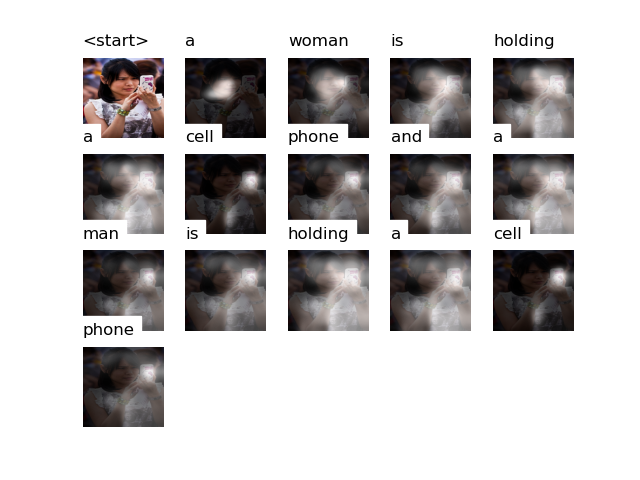 <start> a woman is holding
a cell phone and a
man is holding a cell
phone